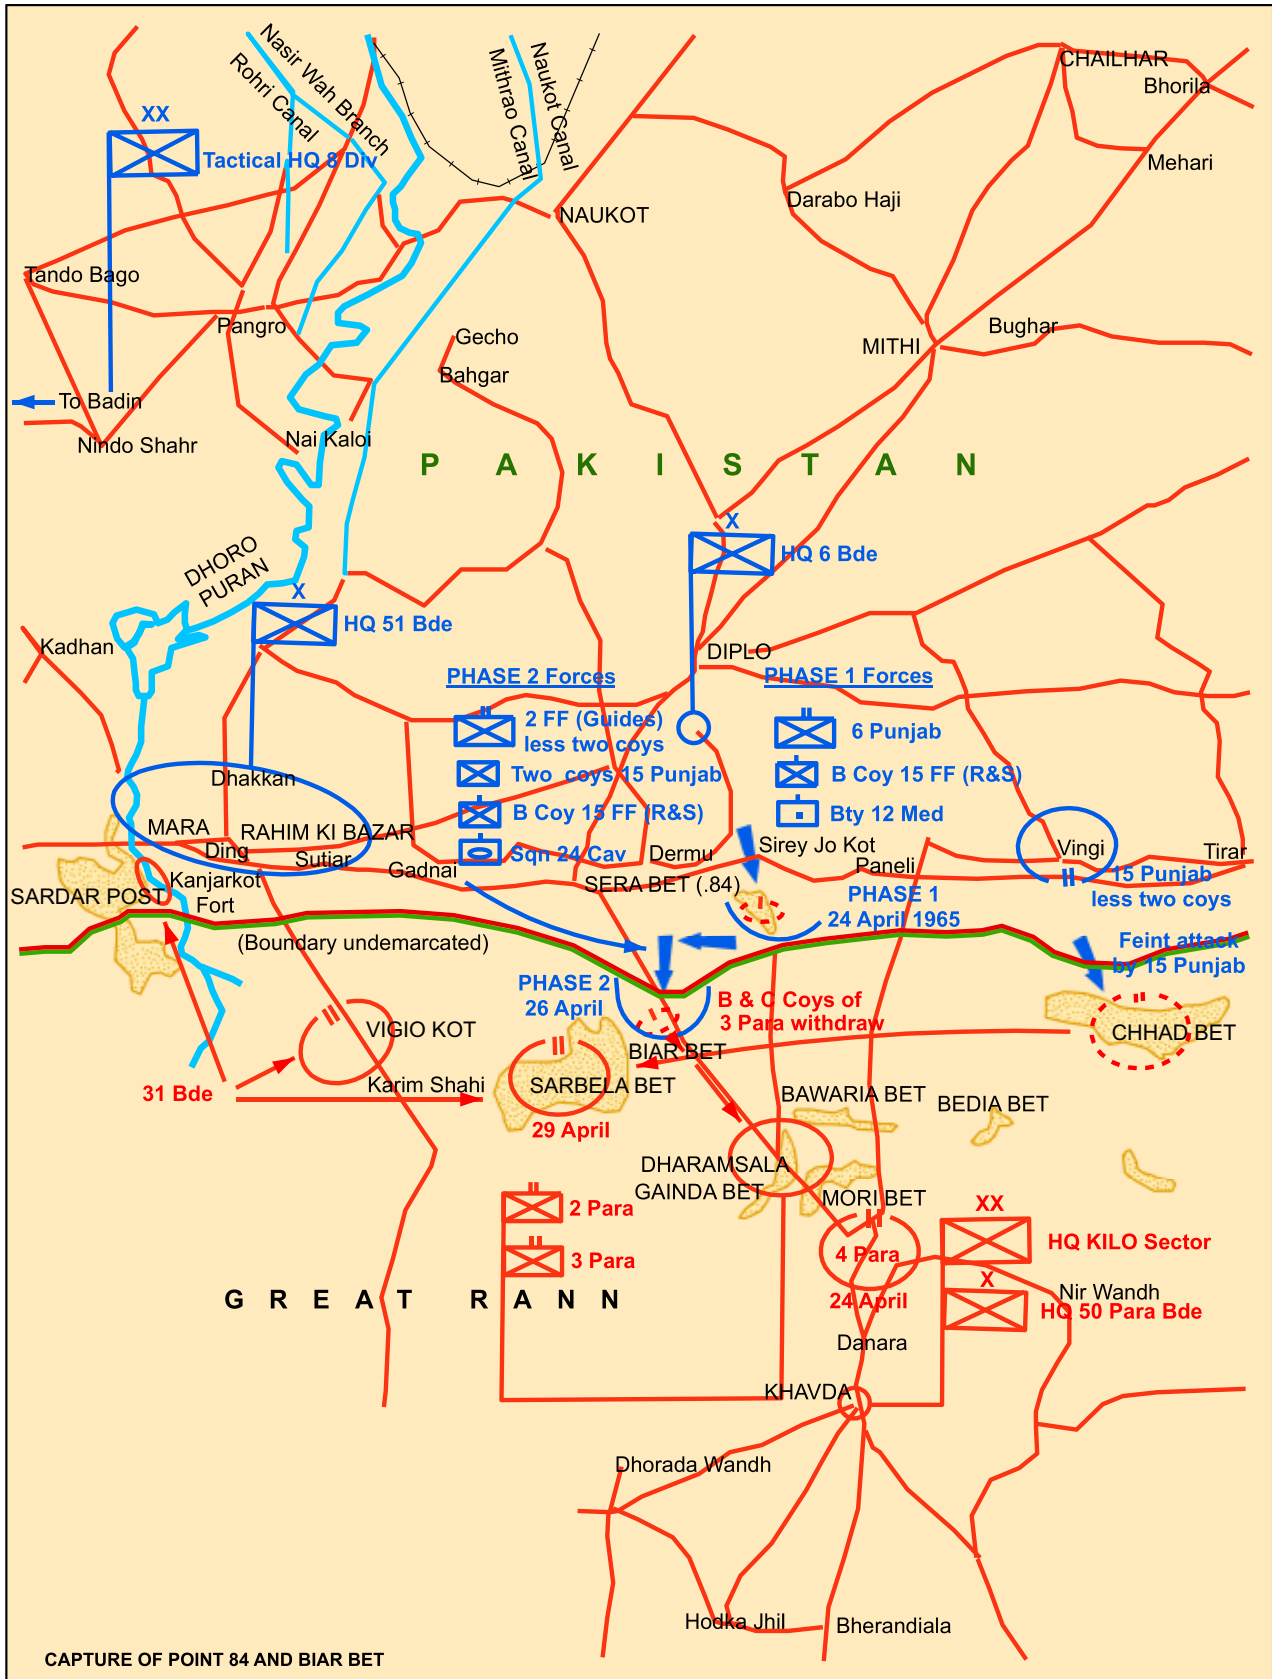 Nasir Wah Branch
Rohri Canal
Mithrao Canal
Naukot Canal
CHAILHAR
Bhorila
XX
Tactical HQ 8 Div
Mehari
Darabo Haji
NAUKOT
Tando Bago
Pangro
Gecho
Bughar
MITHI
Bahgar
To Badin
Nindo Shahr
Nai Kaloi
P A K I S T A N
X
HQ 6 Bde
DHORO
PURAN
X
HQ 51 Bde
Kadhan
DIPLO
PHASE 2 Forces
2 FF (Guides)
less two coys
Two coys 15 Punjab
B Coy 15 FF (R&S)
Sqn 24 Cav
PHASE 1 Forces
6 Punjab
B Coy 15 FF (R&S)
Bty 12 Med
Dhakkan
MARA
RAHIM KI BAZAR
Ding
Sutiar
Gadnai
Dermu
Sirey Jo Kot
Paneli
Vingi
Tirar
SARDAR POST
Kanjarkot
Fort
SERA BET (.84)
PHASE 1
24 April 1965
15 Punjab
less two coys
(Boundary undemarcated)
Feint attack
by 15 Punjab
PHASE 2
26 April
B & C Coys of
3 Para withdraw
VIGIO KOT
CHHAD BET
BIAR BET
Karim Shahi
SARBELA BET
31 Bde
29 April
BAWARIA BET
BEDIA BET
DHARAMSALA
GAINDA BET
MORI BET
2 Para
3 Para
4 Para
24 April
XX
HQ KILO Sector
X
HQ 50 Para Bde
Nir Wandh
G R E A T R A N N
Danara
KHAVDA
Dhorada Wandh
Hodka Jhil
Bherandiala
CAPTURE OF POINT 84 AND BIAR BET